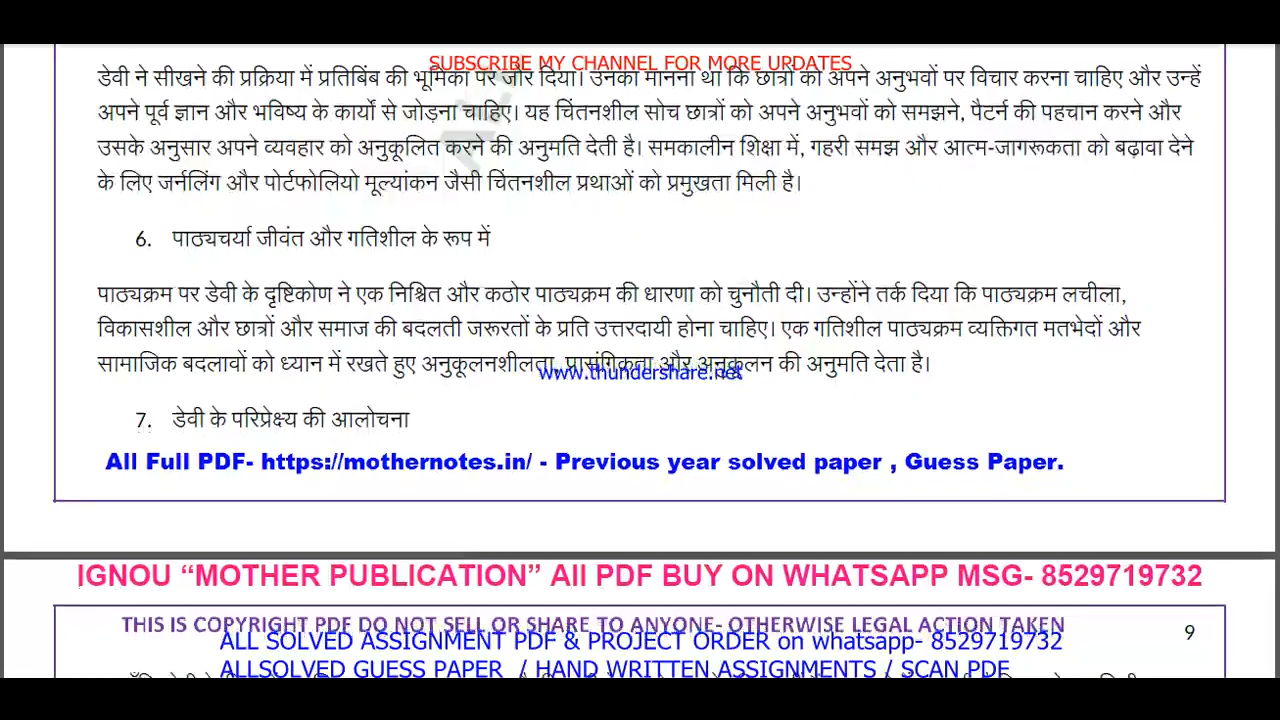 SUBSCRIBE MY CHANNEL FOR MORE UPDATES
डेवी ने सीखने की प्रक्रिया में प्रतिबिंब की भूमिका पर जोर दिया। उनका मानना था कि छात्रों को अपने अनुभवों पर विचार करना चाहिए और उन्हें
अपने पूर्व ज्ञान और भविष्य के कार्यों से जोड़ना चाहिए। यह चिंतनशील सोच छात्रों को अपने अनुभवों को समझने, पैटर्न की पहचान करने और
उसके अनुसार अपने व्यवहार को अनुकूलित करने की अनुमति देती है। समकालीन शिक्षा में, गहरी समझ और आत्म-जागरूकता को बढ़ावा देने
के लिए जर्नलिंग और पोर्टफोलियो मूल्यांकन जैसी चिंतनशील प्रथाओं को प्रमुखता मिली है।
6. पाठ्यचर्या जीवंत और गतिशील के रूप में
पाठ्यक्रम पर डेवी के दृष्टिकोण ने एक निश्चित और कठोर पाठ्यक्रम की धारणा को चुनौती दी। उन्होंने तर्क दिया कि पाठ्यक्रम लचीला,
विकासशील और छात्रों और समाज की बदलती जरूरतों के प्रति उत्तरदायी होना चाहिए। एक गतिशील पाठ्यक्रम व्यक्तिगत मतभेदों और
सामाजिक बदलावों को ध्यान में रखते हुए अनुकूलनशीलता, प्रासंगिकता और अनुकूलन की अनुमति देता है।
www.thundershare.net
7. डेवी के परिप्रेक्ष्य की आलोचना
All Full PDF- https://mothernotes.in/ - Previous year solved paper , Guess Paper.
IGNOU “MOTHER PUBLICATION” All PDF BUY ON WHATSAPP MSG- 8529719732
THIS IS COPYRIGHT PDF DO NOT SELL OR SHARE TO ANYONE- OTHERWISE LEGAL ACTION TAKEN
9
ALL SOLVED ASSIGNMENT PDF & PROJECT ORDER on whatsapp- 8529719732
ALLSOLVED GUESS PAPER / HAND WRITTEN ASSIGNMENTS / SCAN PDF